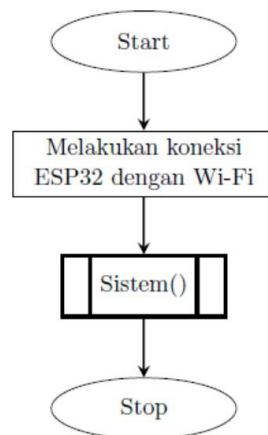 Start
Melakukan koneksi
ESP32 dengan Wi-Fi
Sistem()
Stop